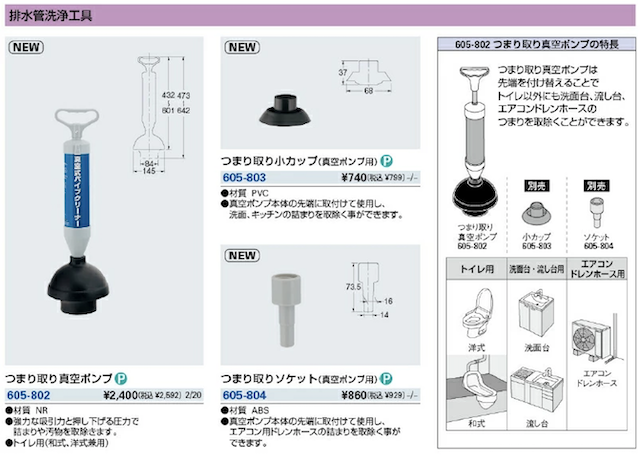 排水管洗浄工具
NEW
432
601
473
642
84
145
真空式パイプクリーナー
つまり取り真空ポンプ P
605-802 ¥2,400(税込 ¥2,592) 2/20
●材質 NR
●強力な吸引力と押し下げる圧力で
詰まりや汚物を取除きます。
●トイレ用(和式、洋式兼用)
NEW
37
68
つまり取り小カップ(真空ポンプ用) P
605-803 ¥740(税込 ¥799) -/-
●材質 PVC
●真空ポンプ本体の先端に取付けて使用し、
洗面、キッチンの詰まりを取除く事ができます。
NEW
73.5
16
14
つまり取りソケット(真空ポンプ用) P
605-804 ¥860(税込 ¥929) -/-
●材質 ABS
●真空ポンプ本体の先端に取付けて使用し、
エアコン用ドレンホースの詰まりを取除く事が
できます。
605-802 つまり取り真空ポンプの特長
つまり取り真空ポンプは
先端を付け替えることで
トイレ以外にも洗面台、流し台、
エアコンドレンホースの
つまりを取除くことができます。
つまり取り
真空ポンプ
605-802
別売
小カップ
605-803
別売
ソケット
605-804
トイレ用
洗面台・流し台用
エアコン
ドレンホース用
洋式
洗面台
エアコン
ドレンホース
和式
流し台